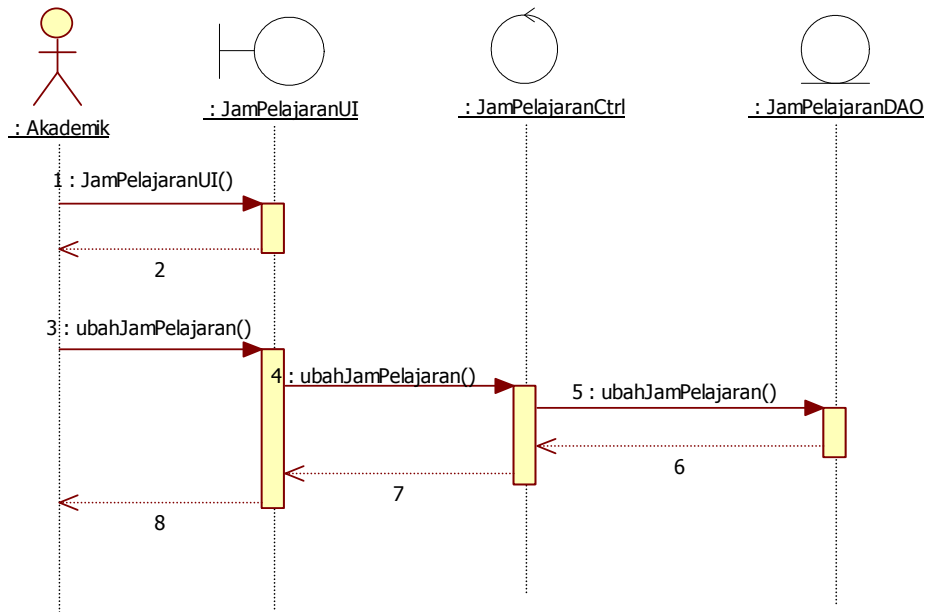 : Akademik
: JamPelajaranUI
: JamPelajaranCtrl
: JamPelajaranDAO
1 : JamPelajaranUI()
2
3 : ubahJamPelajaran()
4 : ubahJamPelajaran()
5 : ubahJamPelajaran()
6
7
8